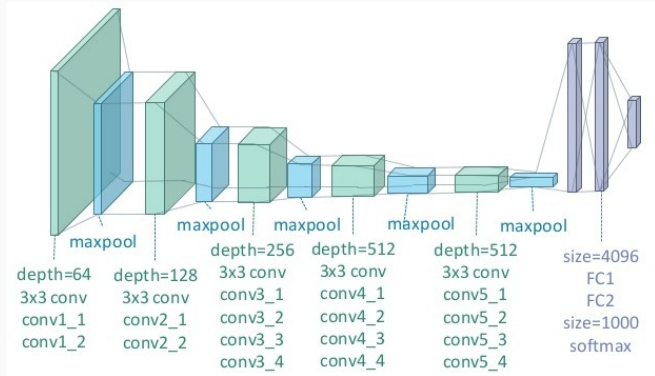 maxpool
maxpool
maxpool
maxpool
maxpool
depth=64
3x3 conv
conv1_1
conv1_2
depth=128
3x3 conv
conv2_1
conv2_2
depth=256
3x3 conv
conv3_1
conv3_2
conv3_3
conv3_4
depth=512
3x3 conv
conv4_1
conv4_2
conv4_3
conv4_4
depth=512
3x3 conv
conv5_1
conv5_2
conv5_3
conv5_4
size=4096
FC1
FC2
size=1000
softmax